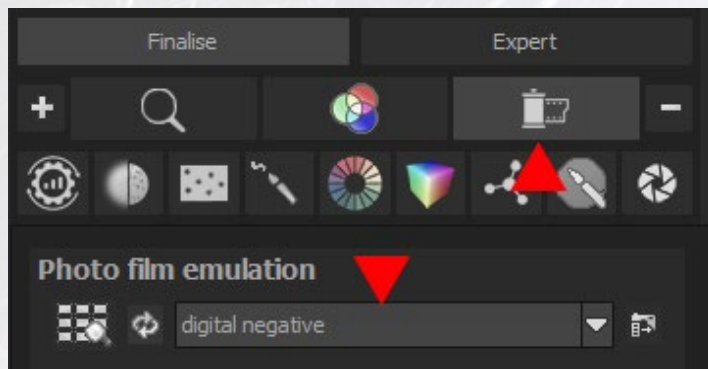 Finalise Expert
+ -
Photo film emulation
digital negative